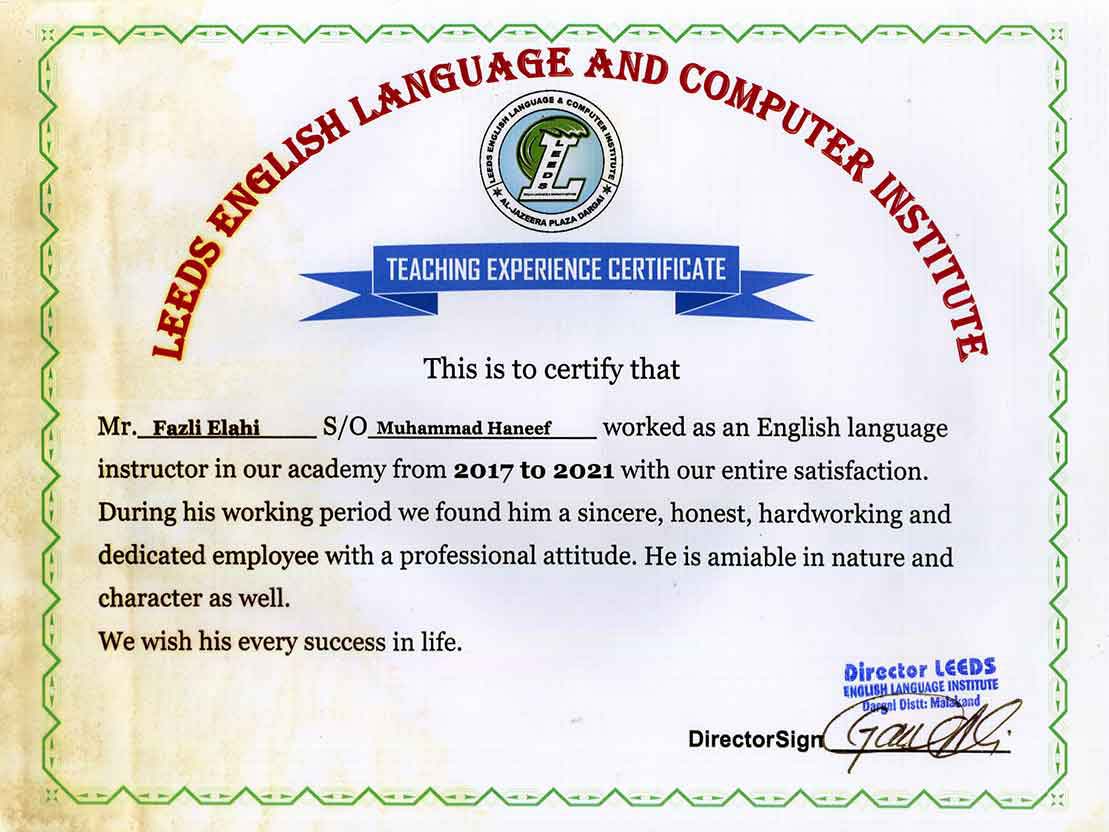 LEEDS ENGLISH LANGUAGE AND COMPUTER INSTITUTE
LEEDS ENGLISH LANGUAGE & COMPUTER INSTITUTE
LEEDS
AL-JAZEERA PLAZA DARGAI
TEACHING EXPERIENCE CERTIFICATE
This is to certify that
Mr. Fazli Elahi S/O Muhammad Haneef worked as an English language
instructor in our academy from 2017 to 2021 with our entire satisfaction.
During his working period we found him a sincere, honest, hardworking and
dedicated employee with a professional attitude. He is amiable in nature and
character as well.
We wish his every success in life.
Director LEEDS
ENGLISH LANGUAGE INSTITUTE
Dargai Distt: Malakand
DirectorSign